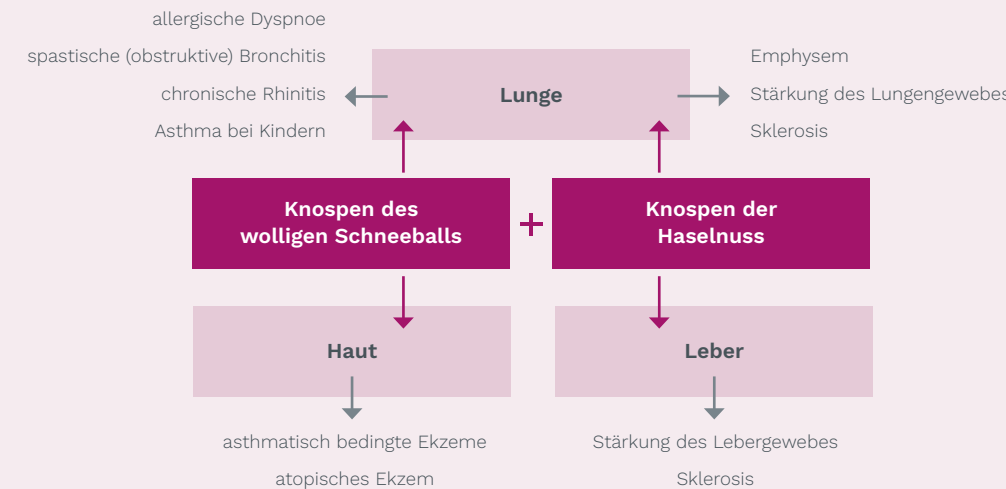 allergische Dyspnoe
spastische (obstruktive) Bronchitis
chronische Rhinitis
Asthma bei Kindern
Lunge
Emphysem
Stärkung des Lungengewebes
Sklerosis
Knospen des
wolligen Schneeballs
+
Knospen der
Haselnuss
Haut
Leber
asthmatisch bedingte Ekzeme
atopisches Ekzem
Stärkung des Lebergewebes
Sklerosis